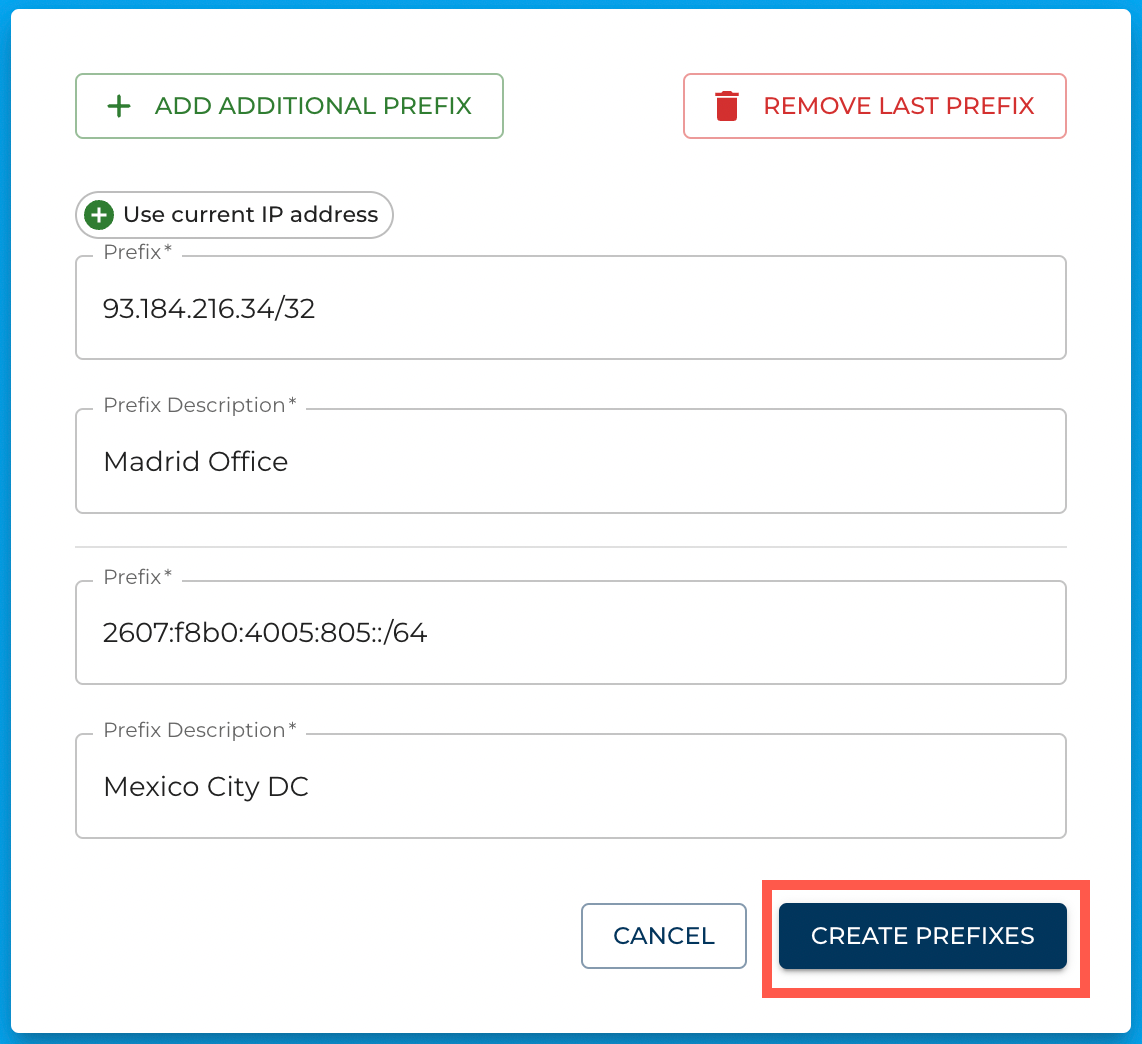 ADD ADDITIONAL PREFIX
REMOVE LAST PREFIX
Use current IP address
Prefix*
93.184.216.34/32
Prefix Description*
Madrid Office
Prefix*
2607:f8b0:4005:805::/64
Prefix Description*
Mexico City DC
CANCEL
CREATE PREFIXES